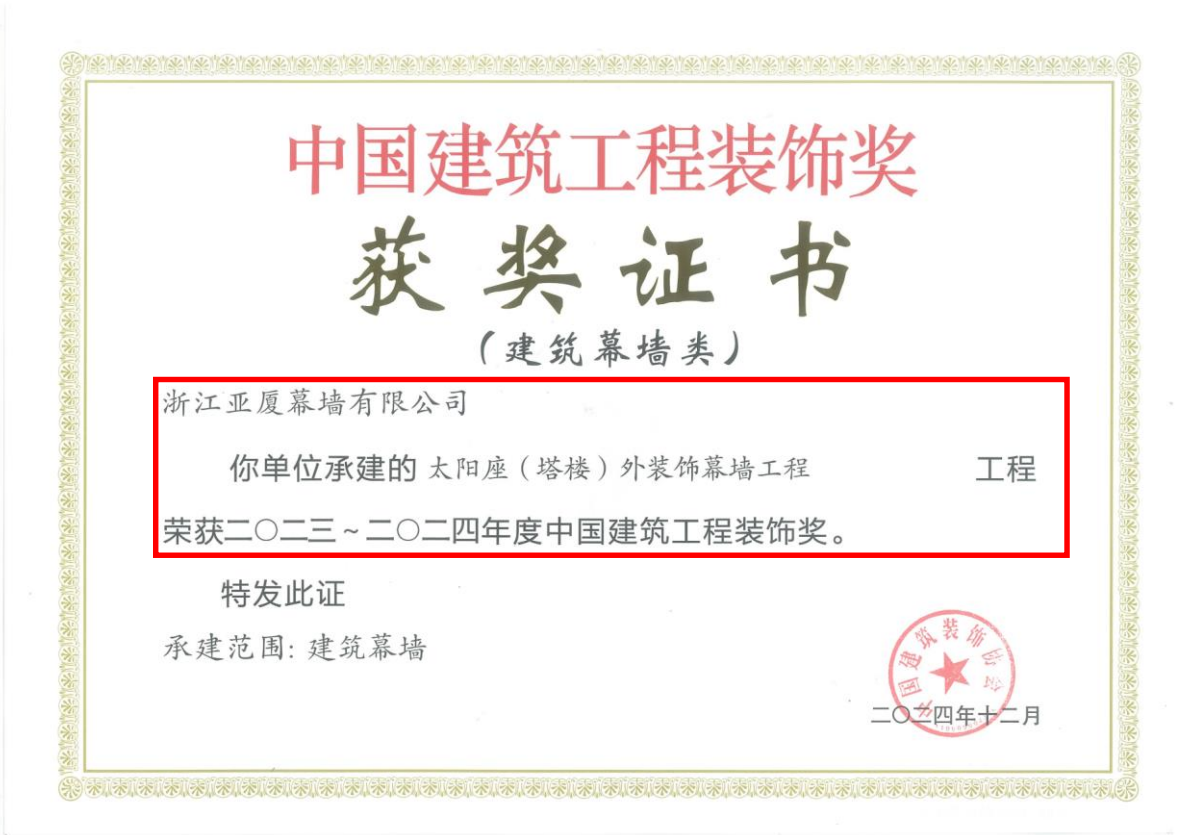 中国建筑工程装饰奖
获奖证书
（建筑幕墙类）
浙江亚厦幕墙有限公司
你单位承建的 太阳座（塔楼）外装饰幕墙工程 工程
荣获二〇二三~二〇二四年度中国建筑工程装饰奖。
特发此证
承建范围: 建筑幕墙
中国建筑装饰协会
二〇二四年十二月